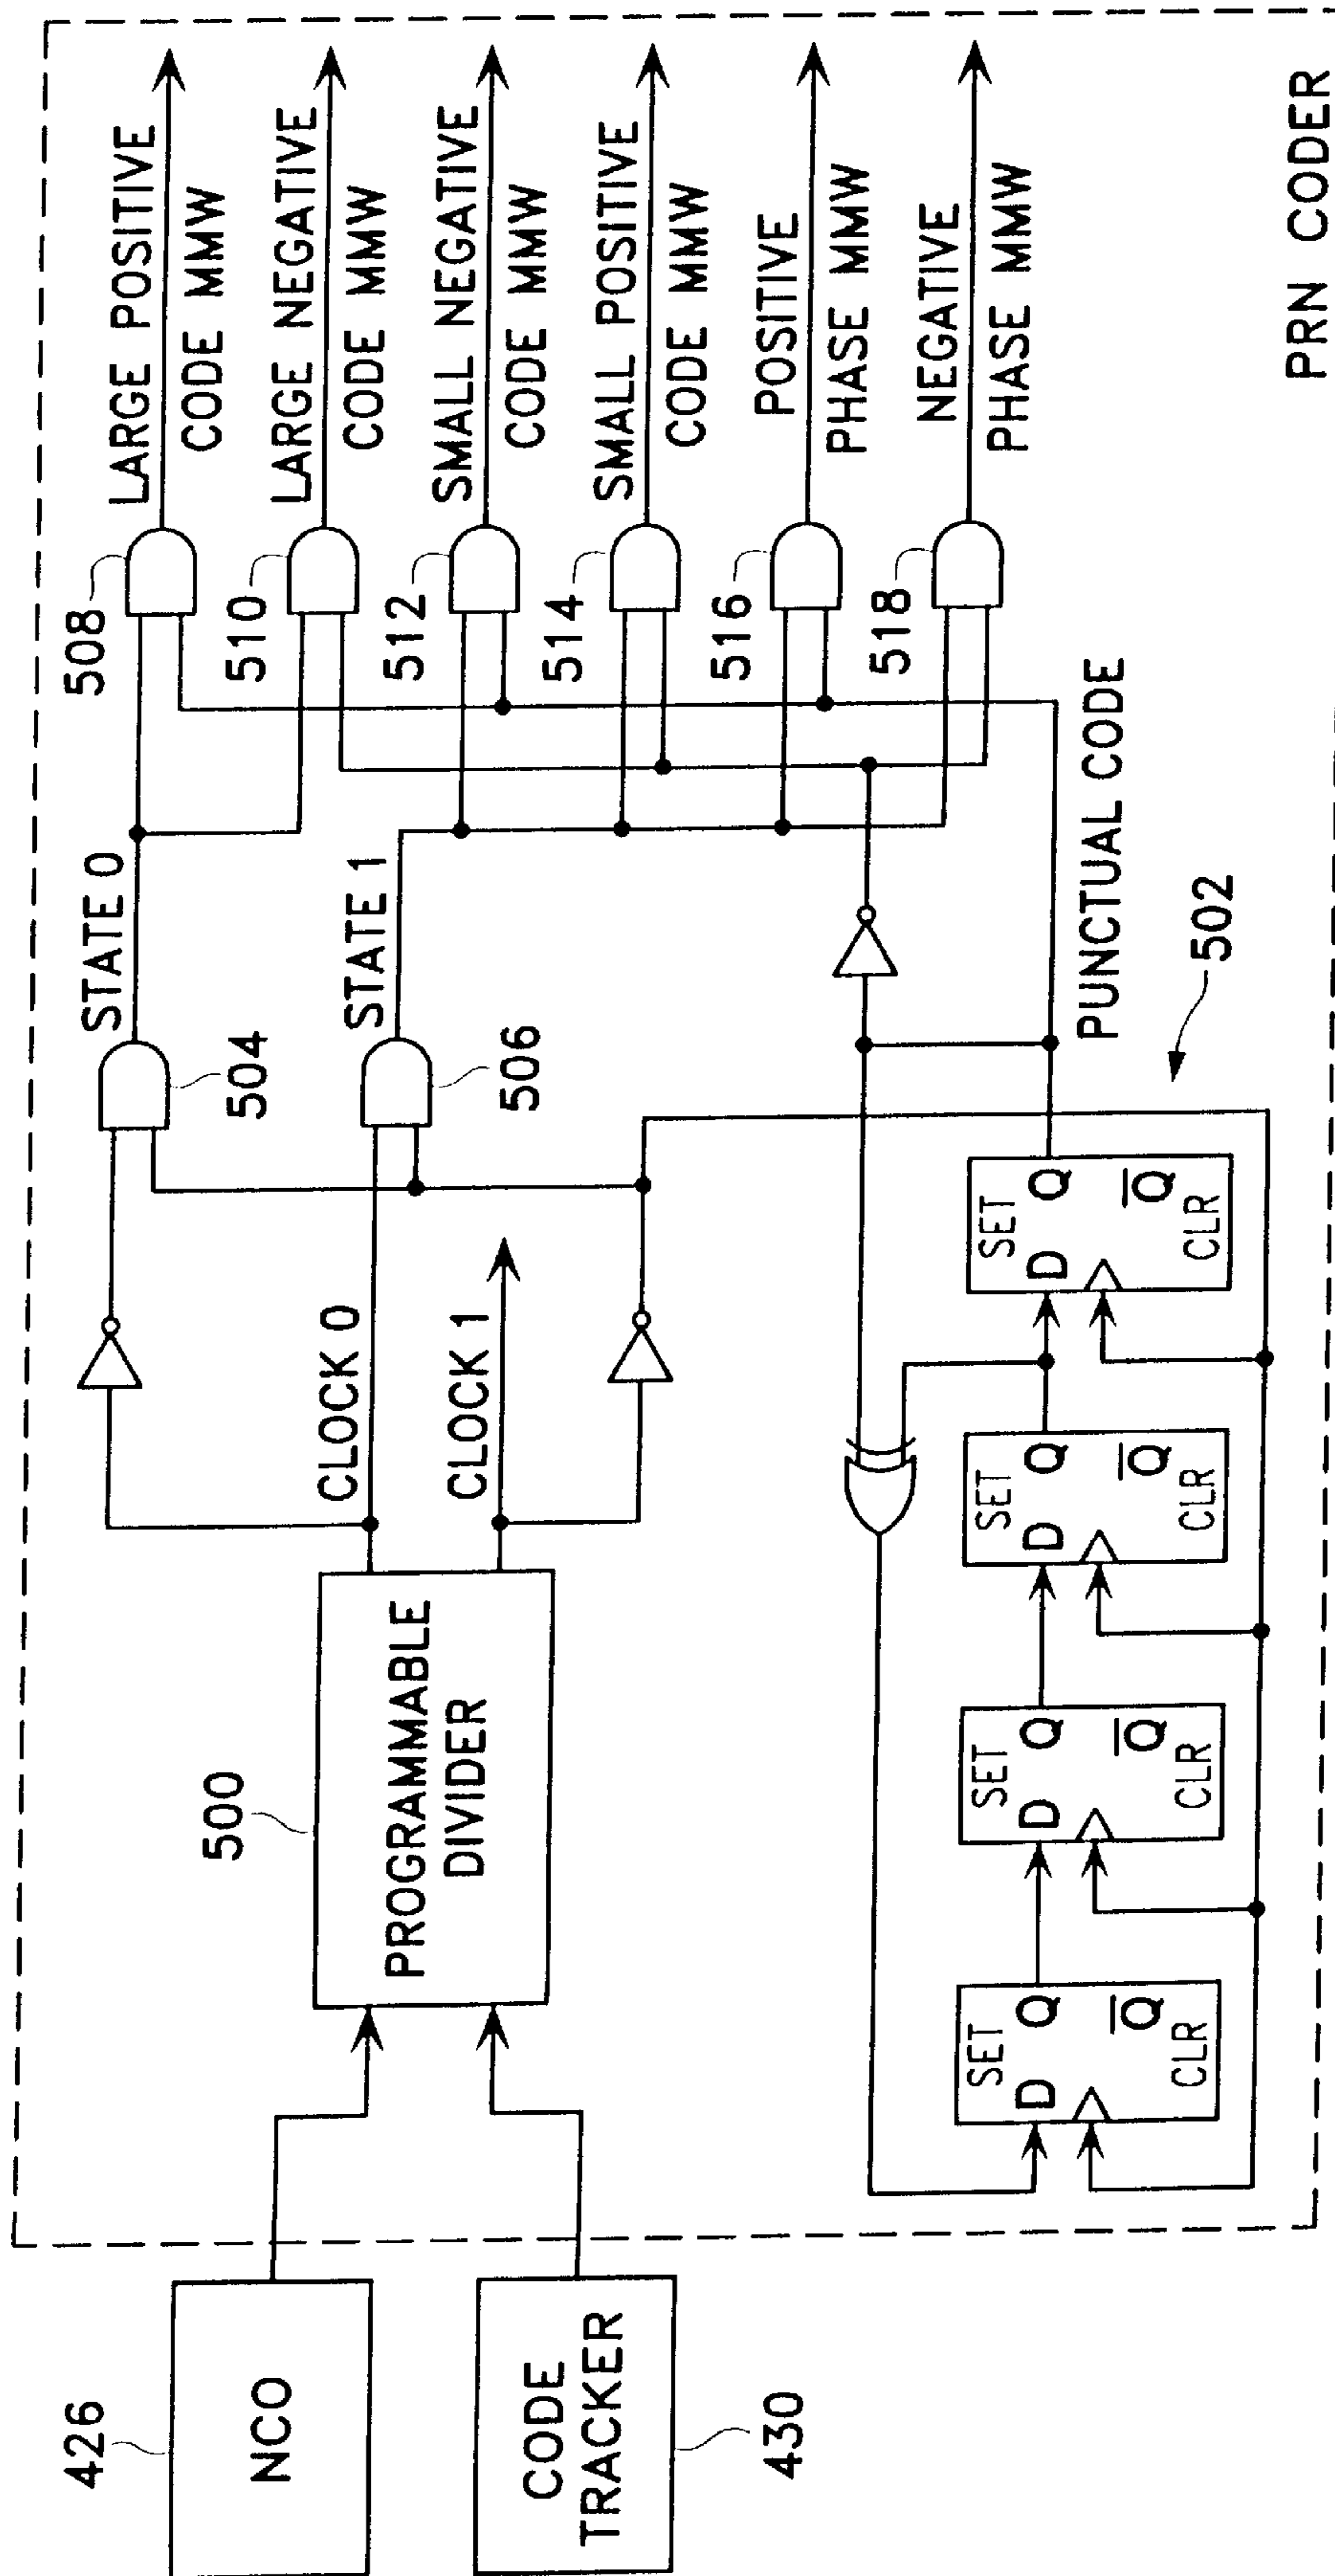 426
NCO
CODE
TRACKER
430
500
PROGRAMMABLE
DIVIDER
CLOCK 0
CLOCK 1
STATE 0
504
STATE 1
506
508
LARGE POSITIVE
CODE MMW
510
LARGE NEGATIVE
CODE MMW
512
SMALL NEGATIVE
CODE MMW
514
SMALL POSITIVE
CODE MMW
516
POSITIVE
PHASE MMW
518
NEGATIVE
PHASE MMW
SET
D Q
Q̅
CLR
SET
D Q
Q̅
CLR
SET
D Q
Q̅
CLR
SET
D Q
Q̅
CLR
PUNCTUAL CODE
502
PRN CODER